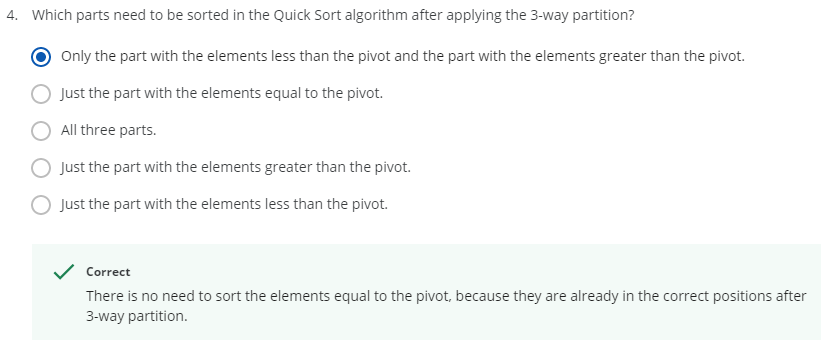 4. Which parts need to be sorted in the Quick Sort algorithm after applying the 3-way partition?
Only the part with the elements less than the pivot and the part with the elements greater than the pivot.
Just the part with the elements equal to the pivot.
All three parts.
Just the part with the elements greater than the pivot.
Just the part with the elements less than the pivot.
Correct
There is no need to sort the elements equal to the pivot, because they are already in the correct positions after
3-way partition.